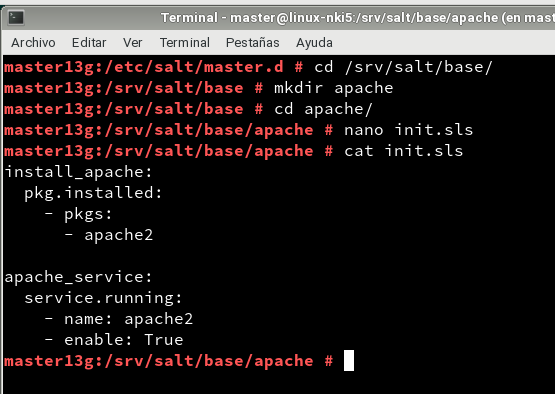 Terminal - master@linux-nki5:/srv/salt/base/apache (en mast
Archivo Editar Ver Terminal Pestañas Ayuda
master13g:/etc/salt/master.d # cd /srv/salt/base/
master13g:/srv/salt/base # mkdir apache
master13g:/srv/salt/base # cd apache/
master13g:/srv/salt/base/apache # nano init.sls
master13g:/srv/salt/base/apache # cat init.sls
install_apache:
  pkg.installed:
    - pkgs:
      - apache2

apache_service:
  service.running:
    - name: apache2
    - enable: True
master13g:/srv/salt/base/apache #